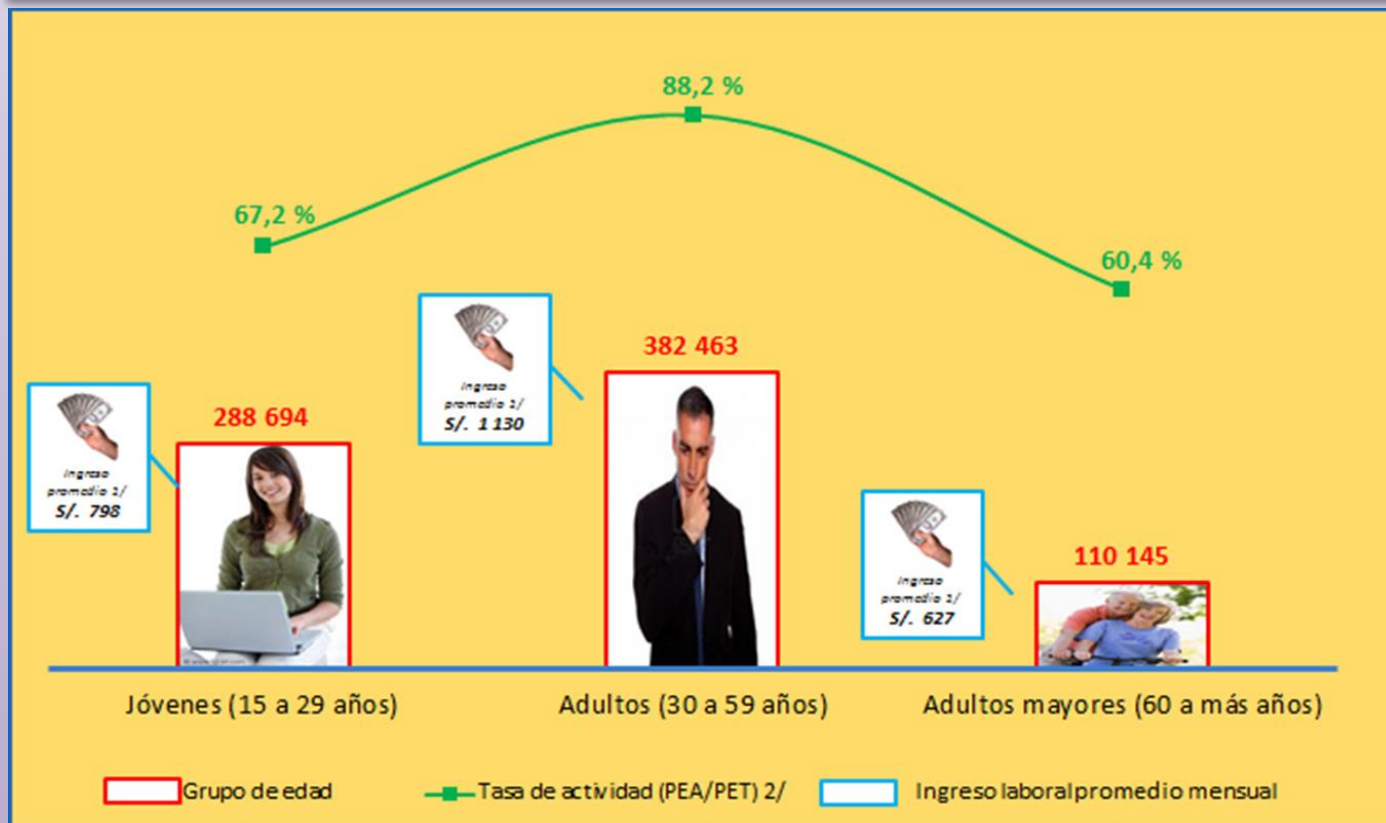 88,2 %
67,2 %
60,4 %
Ingreso
promedio 1/
S/. 1 130
382 463
Ingreso
promedio 1/
S/. 798
288 694
Ingreso
promedio 1/
S/. 627
110 145
Jóvenes (15 a 29 años)
Adultos (30 a 59 años)
Adultos mayores (60 a más años)
Grupo de edad
Tasa de actividad (PEA/PET) 2/
Ingreso laboral promedio mensual